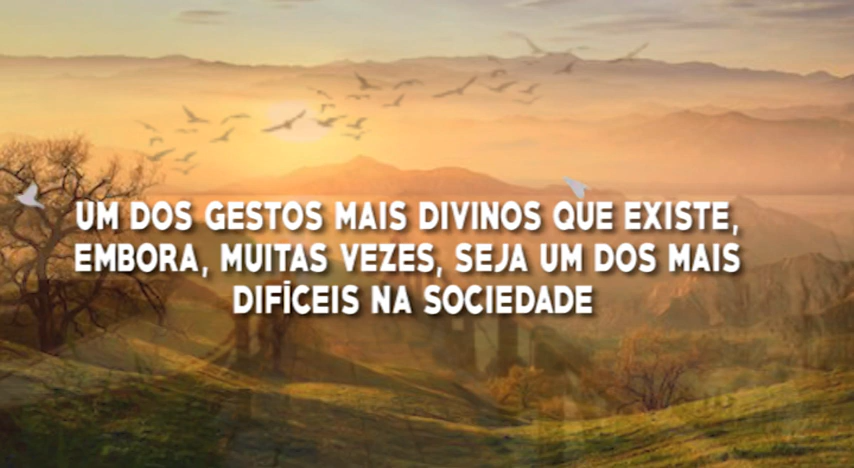 UM DOS GESTOS MAIS DIVINOS QUE EXISTE,
EMBORA, MUITAS VEZES, SEJA UM DOS MAIS
DIFÍCEIS NA SOCIEDADE